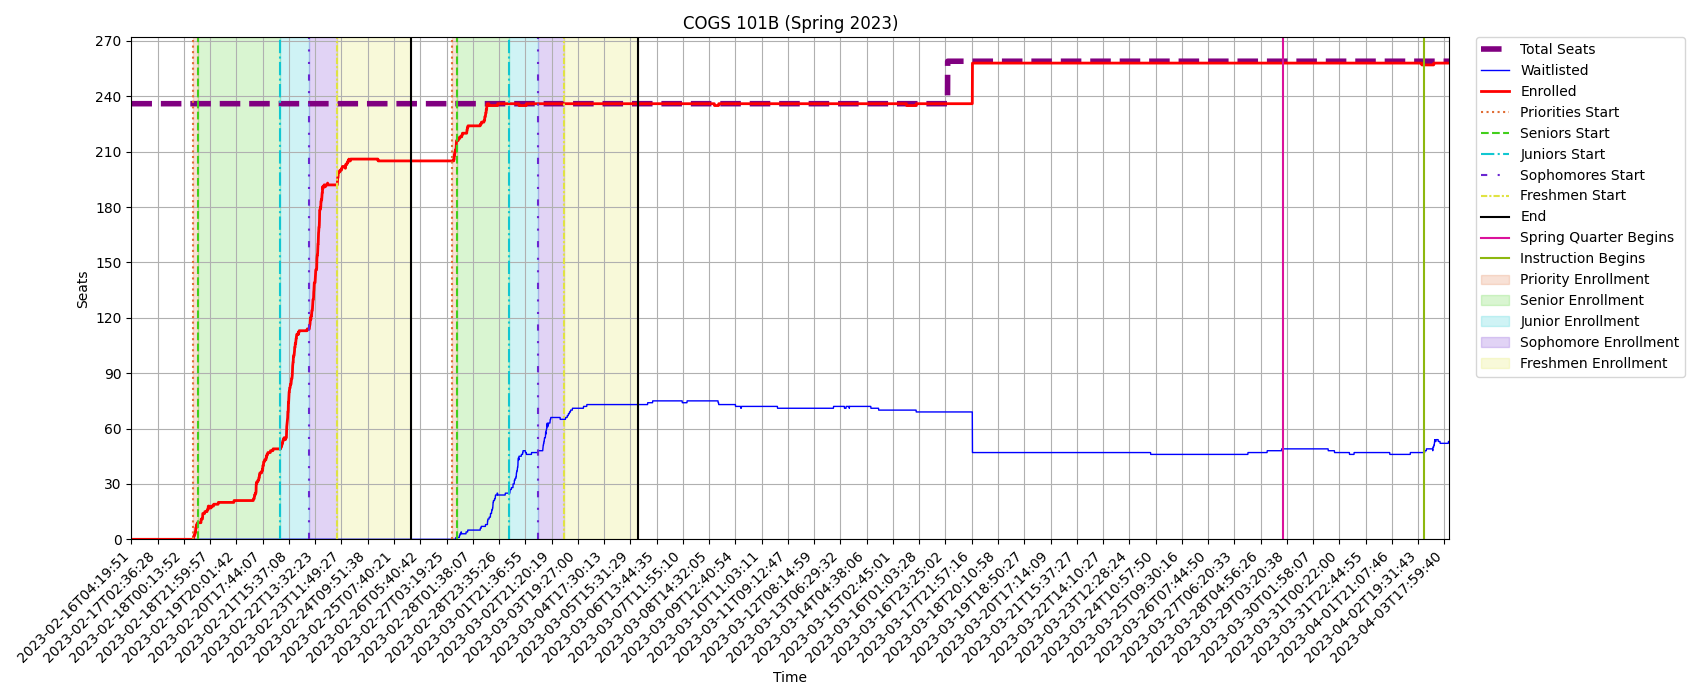 COGS 101B (Spring 2023)
270
240
210
180
150
120
90
60
30
0
Seats
2023-02-16T04:19:51
2023-02-17T02:36:28
2023-02-18T00:13:52
2023-02-18T21:59:57
2023-02-19T20:01:42
2023-02-20T17:44:07
2023-02-21T15:37:08
2023-02-22T13:32:23
2023-02-23T11:49:27
2023-02-24T09:51:38
2023-02-25T07:40:21
2023-02-26T05:40:42
2023-02-27T03:19:25
2023-02-28T01:38:07
2023-02-28T23:35:26
2023-03-01T21:36:55
2023-03-02T21:20:19
2023-03-03T19:27:00
2023-03-04T17:30:13
2023-03-05T15:31:29
2023-03-06T13:44:35
2023-03-07T11:55:10
2023-03-08T14:32:05
2023-03-09T12:40:54
2023-03-10T11:03:11
2023-03-11T09:12:47
2023-03-12T08:14:59
2023-03-13T06:29:32
2023-03-14T04:38:06
2023-03-15T02:45:01
2023-03-16T01:03:28
2023-03-16T23:25:02
2023-03-17T21:57:16
2023-03-18T20:10:58
2023-03-19T18:50:27
2023-03-20T17:14:09
2023-03-21T15:37:27
2023-03-22T14:10:27
2023-03-23T12:28:24
2023-03-24T10:57:50
2023-03-25T09:30:16
2023-03-26T07:44:50
2023-03-27T06:20:33
2023-03-28T04:56:26
2023-03-29T03:20:38
2023-03-30T01:58:07
2023-03-31T00:22:00
2023-03-31T22:44:55
2023-04-01T21:07:46
2023-04-02T19:31:43
2023-04-03T17:59:40
Time
Total Seats
Waitlisted
Enrolled
Priorities Start
Seniors Start
Juniors Start
Sophomores Start
Freshmen Start
End
Spring Quarter Begins
Instruction Begins
Priority Enrollment
Senior Enrollment
Junior Enrollment
Sophomore Enrollment
Freshmen Enrollment